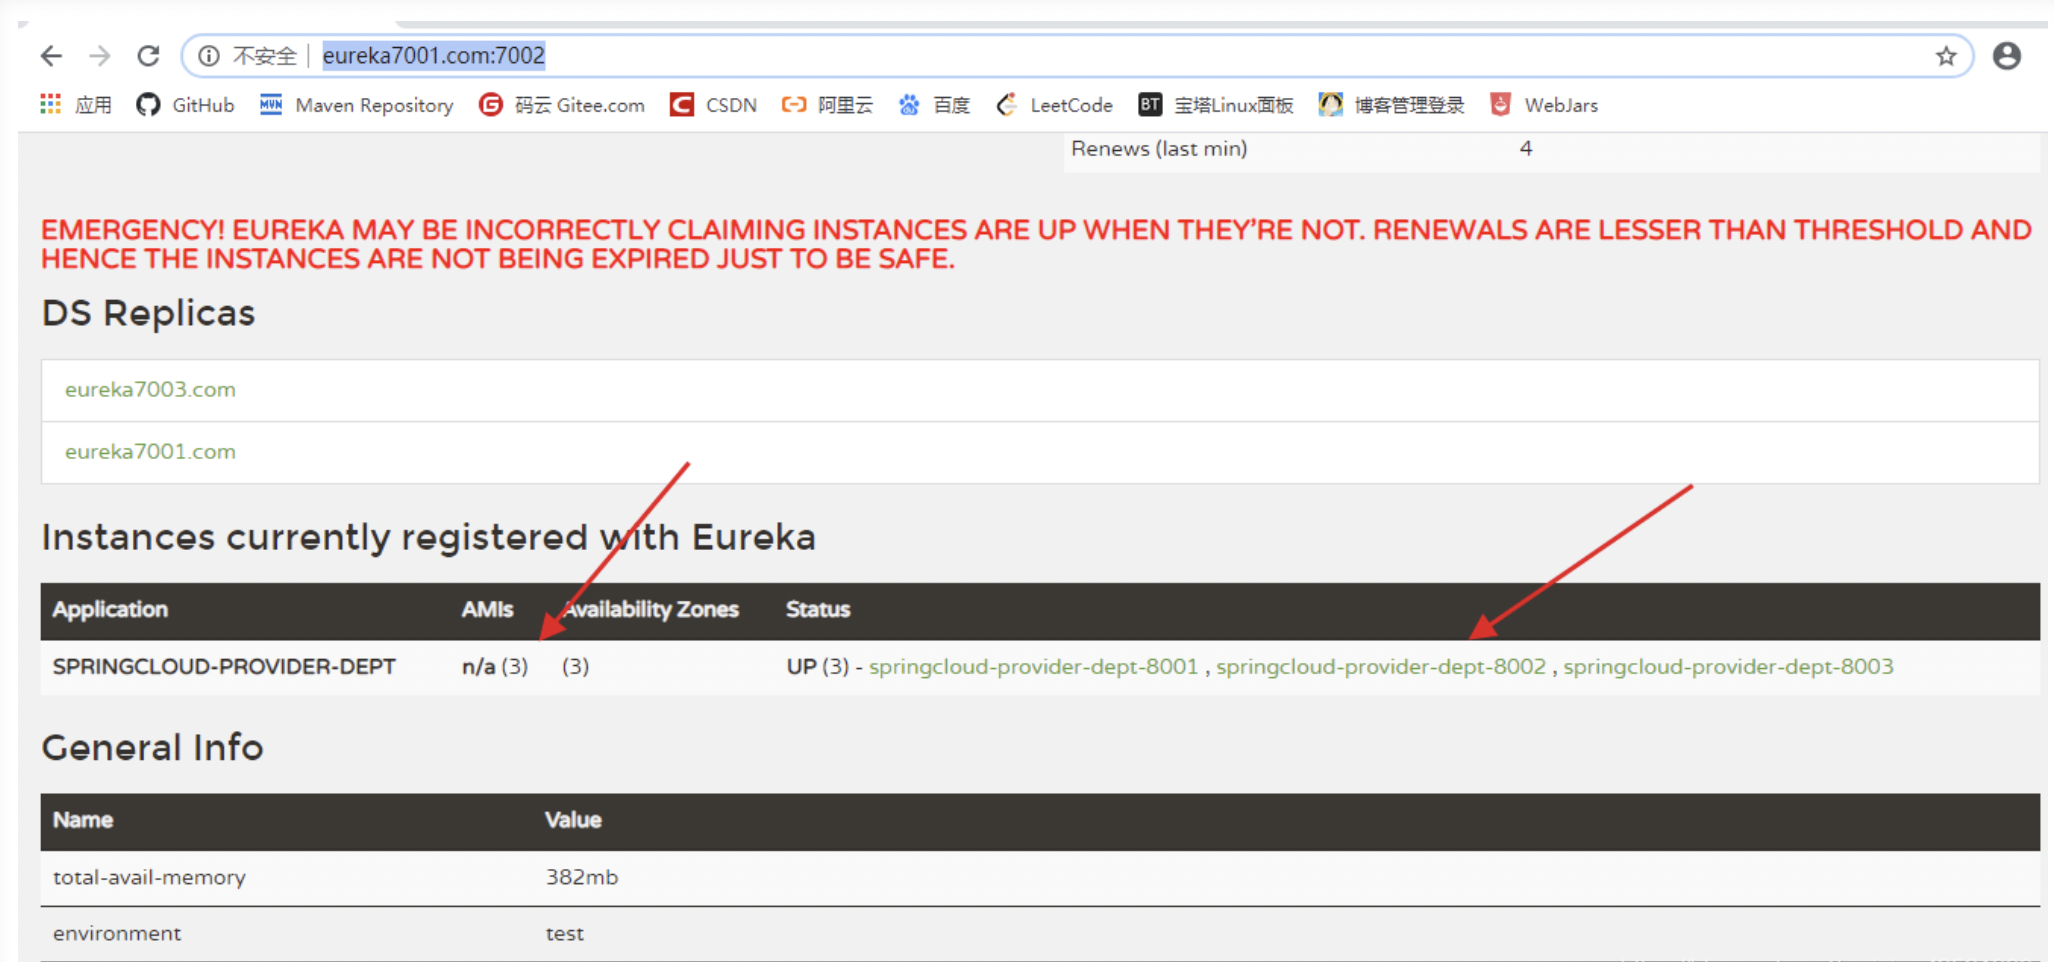 不安全 | eureka7001.com:7002
应用 GitHub MVN Maven Repository G 码云 Gitee.com C CSDN 阿里云 百度 LeetCode BT 宝塔Linux面板 博客管理登录 WebJars
Renews (last min) 4
EMERGENCY! EUREKA MAY BE INCORRECTLY CLAIMING INSTANCES ARE UP WHEN THEY'RE NOT. RENEWALS ARE LESSER THAN THRESHOLD AND
HENCE THE INSTANCES ARE NOT BEING EXPIRED JUST TO BE SAFE.
DS Replicas
eureka7003.com
eureka7001.com
Instances currently registered with Eureka
Application AMIs Availability Zones Status
SPRINGCLOUD-PROVIDER-DEPT n/a (3) (3) UP (3) - springcloud-provider-dept-8001 , springcloud-provider-dept-8002 , springcloud-provider-dept-8003
General Info
Name Value
total-avail-memory 382mb
environment test